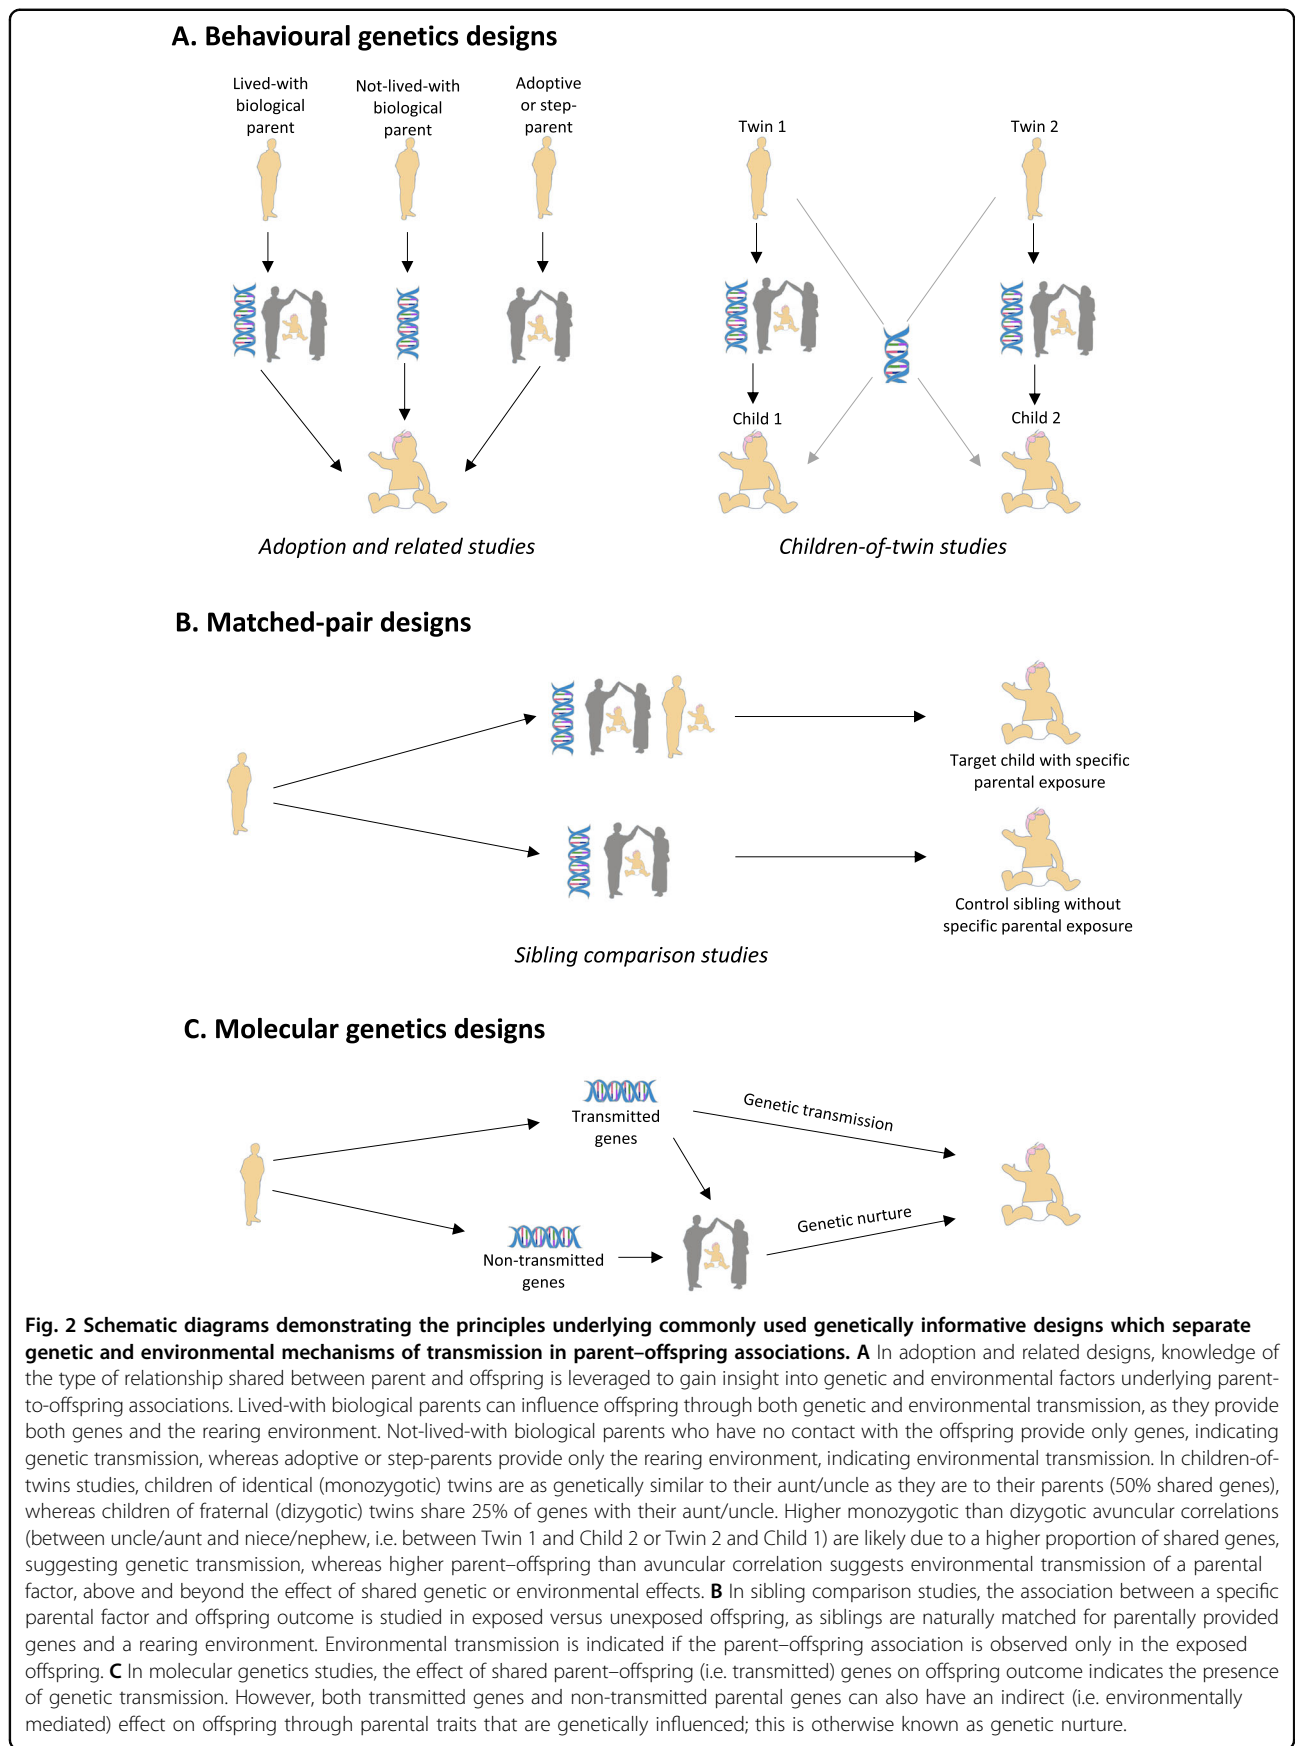 A. Behavioural genetics designs
Lived-with
biological
parent
Not-lived-with
biological
parent
Adoptive
or step-
parent
Twin 1
Twin 2
Child 1
Child 2
Adoption and related studies
Children-of-twin studies
B. Matched-pair designs
Target child with specific
parental exposure
Control sibling without
specific parental exposure
Sibling comparison studies
C. Molecular genetics designs
Transmitted
genes
Genetic transmission
Non-transmitted
genes
Genetic nurture
Fig. 2 Schematic diagrams demonstrating the principles underlying commonly used genetically informative designs which separate
genetic and environmental mechanisms of transmission in parent–offspring associations. A In adoption and related designs, knowledge of
the type of relationship shared between parent and offspring is leveraged to gain insight into genetic and environmental factors underlying parent-
to-offspring associations. Lived-with biological parents can influence offspring through both genetic and environmental transmission, as they provide
both genes and the rearing environment. Not-lived-with biological parents who have no contact with the offspring provide only genes, indicating
genetic transmission, whereas adoptive or step-parents provide only the rearing environment, indicating environmental transmission. In children-of-
twins studies, children of identical (monozygotic) twins are as genetically similar to their aunt/uncle as they are to their parents (50% shared genes),
whereas children of fraternal (dizygotic) twins share 25% of genes with their aunt/uncle. Higher monozygotic than dizygotic avuncular correlations
(between uncle/aunt and niece/nephew, i.e. between Twin 1 and Child 2 or Twin 2 and Child 1) are likely due to a higher proportion of shared genes,
suggesting genetic transmission, whereas higher parent–offspring than avuncular correlation suggests environmental transmission of a parental
factor, above and beyond the effect of shared genetic or environmental effects. B In sibling comparison studies, the association between a specific
parental factor and offspring outcome is studied in exposed versus unexposed offspring, as siblings are naturally matched for parentally provided
genes and a rearing environment. Environmental transmission is indicated if the parent–offspring association is observed only in the exposed
offspring. C In molecular genetics studies, the effect of shared parent–offspring (i.e. transmitted) genes on offspring outcome indicates the presence
of genetic transmission. However, both transmitted genes and non-transmitted parental genes can also have an indirect (i.e. environmentally
mediated) effect on offspring through parental traits that are genetically influenced; this is otherwise known as genetic nurture.